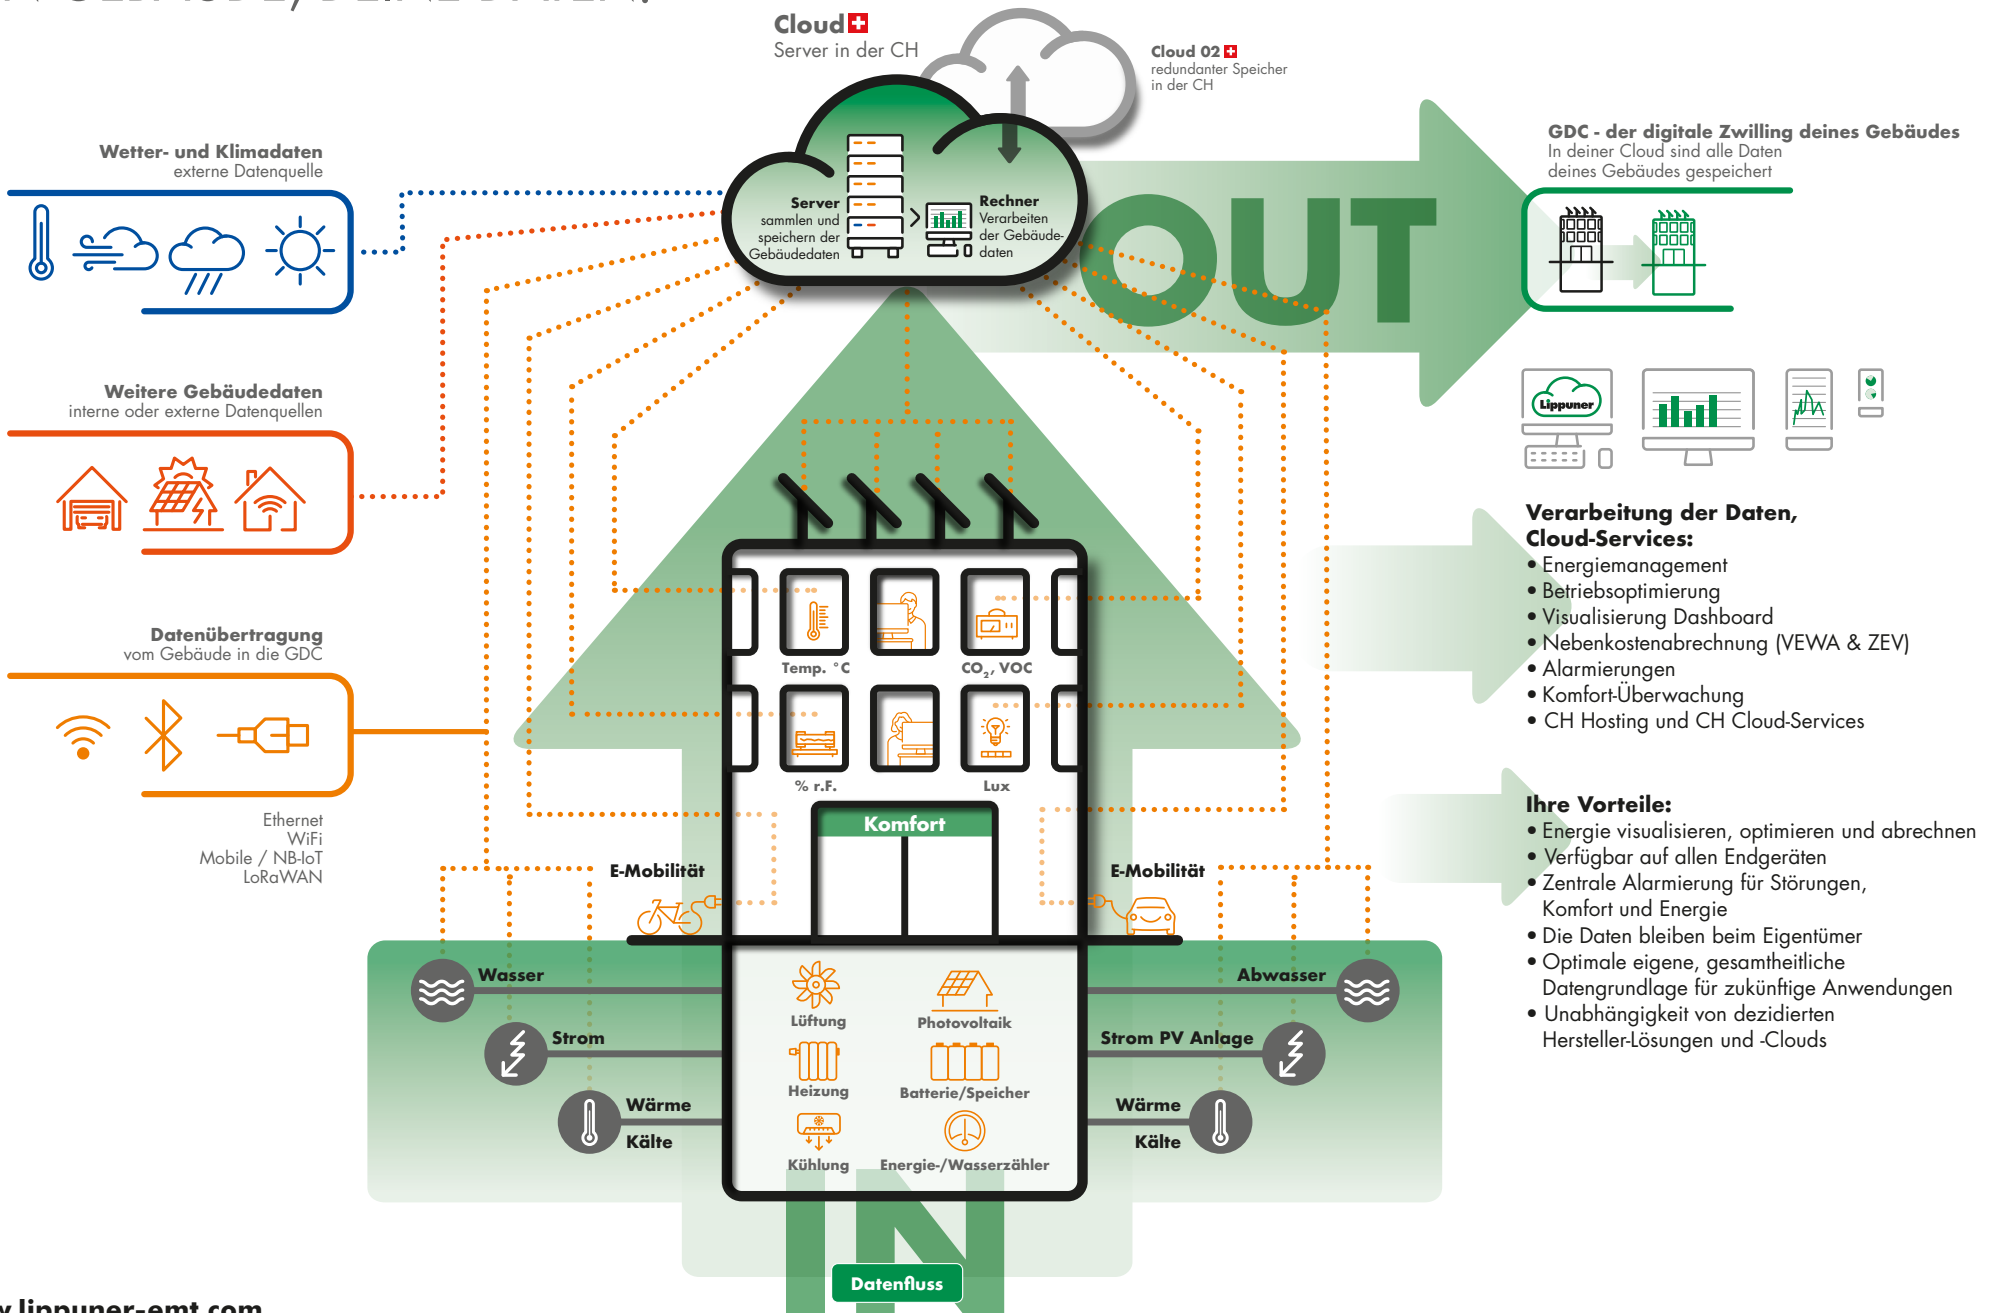 GEBÄUDE, DEINE DATEN.
Cloud
Server in der CH
Cloud 02
redundanter Speicher
in der CH
Wetter- und Klimadaten
externe Datenquelle
Weitere Gebäudedaten
interne oder externe Datenquellen
Datenübertragung
vom Gebäude in die GDC
Ethernet
WiFi
Mobile / NB-IoT
LoRaWAN
Server
sammlen und
speichern der
Gebäudedaten
Rechner
Verarbeiten
der Gebäude-
daten
OUT
GDC - der digitale Zwilling deines Gebäudes
In deiner Cloud sind alle Daten
deines Gebäudes gespeichert
Lippuner
Verarbeitung der Daten,
Cloud-Services:
• Energiemanagement
• Betriebsoptimierung
• Visualisierung Dashboard
• Nebenkostenabrechnung (VEWA & ZEV)
• Alarmierungen
• Komfort-Überwachung
• CH Hosting und CH Cloud-Services
Ihre Vorteile:
• Energie visualisieren, optimieren und abrechnen
• Verfügbar auf allen Endgeräten
• Zentrale Alarmierung für Störungen,
Komfort und Energie
• Die Daten bleiben beim Eigentümer
• Optimale eigene, gesamtheitliche
Datengrundlage für zukünftige Anwendungen
• Unabhängigkeit von dezidierten
Hersteller-Lösungen und -Clouds
Temp. °C
CO₂, VOC
% r.F.
Lux
Komfort
E-Mobilität
E-Mobilität
Wasser
Strom
Wärme
Kälte
Abwasser
Strom PV Anlage
Wärme
Kälte
Lüftung
Photovoltaik
Heizung
Batterie/Speicher
Kühlung
Energie-/Wasserzähler
IN
Datenfluss
.lippuner-emt.com